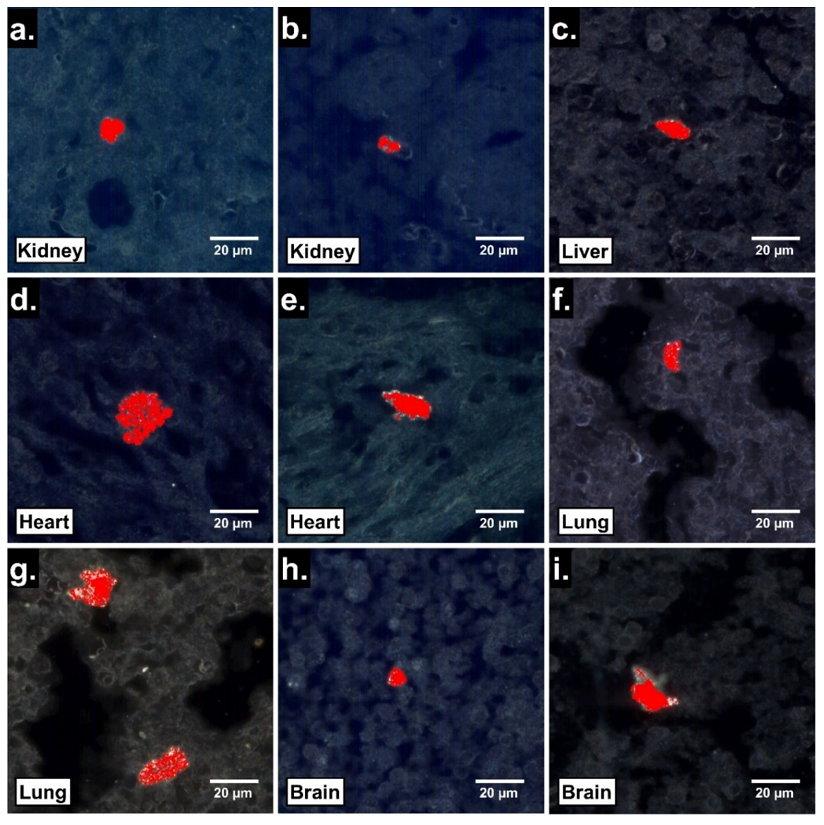 a.
Kidney
20 µm
b.
Kidney
20 µm
c.
Liver
20 µm
d.
Heart
20 µm
e.
Heart
20 µm
f.
Lung
20 µm
g.
Lung
20 µm
h.
Brain
20 µm
i.
Brain
20 µm